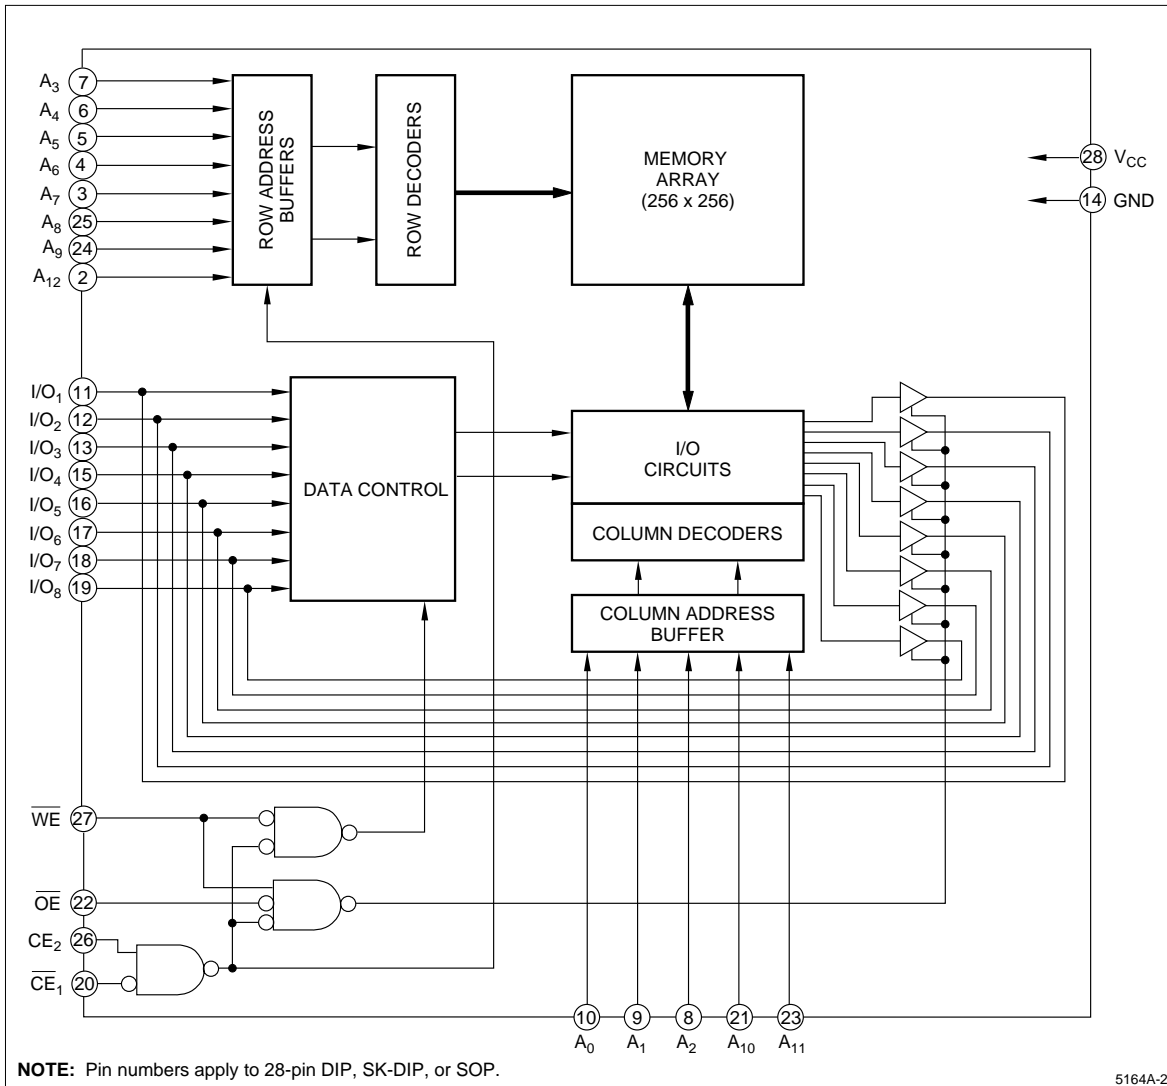 A3 7
A4 6
A5 5
A6 4
A7 3
A8 25
A9 24
A12 2
ROW ADDRESS
BUFFERS
ROW DECODERS
MEMORY
ARRAY
(256 x 256)
28 VCC
14 GND
I/O1 11
I/O2 12
I/O3 13
I/O4 15
I/O5 16
I/O6 17
I/O7 18
I/O8 19
DATA CONTROL
I/O
CIRCUITS
COLUMN DECODERS
COLUMN ADDRESS
BUFFER
W̅E̅ 27
O̅E̅ 22
CE2 26
C̅E̅1 20
10 9 8 21 23
A0 A1 A2 A10 A11
NOTE: Pin numbers apply to 28-pin DIP, SK-DIP, or SOP.
5164A-2